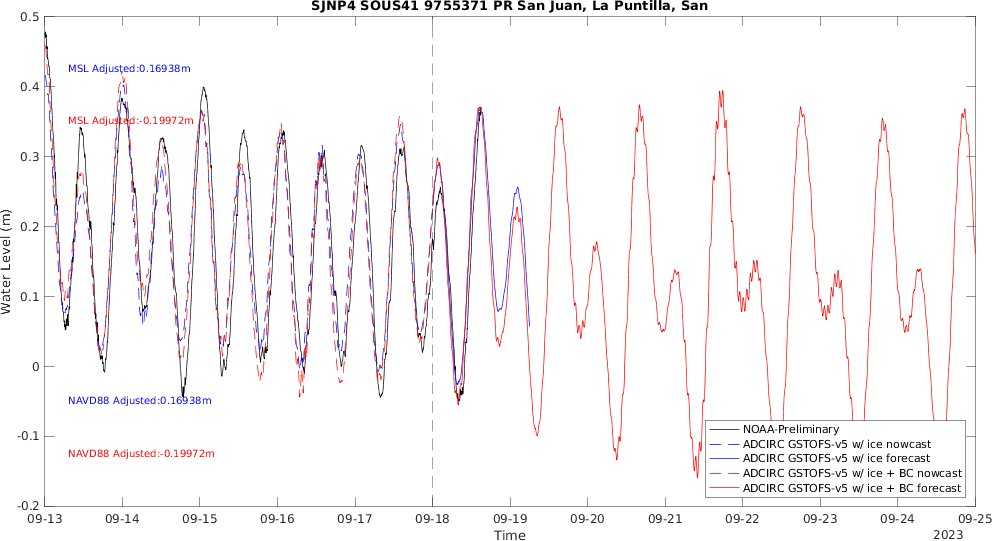 SJNP4 SOUS41 9755371 PR San Juan, La Puntilla, San
0.5
0.4
0.3
0.2
0.1
0
-0.1
-0.2
Water Level (m)
MSL Adjusted:0.16938m
MSL Adjusted:-0.19972m
NAVD88 Adjusted:0.16938m
NAVD88 Adjusted:-0.19972m
NOAA-Preliminary
ADCIRC GSTOFS-v5 w/ ice nowcast
ADCIRC GSTOFS-v5 w/ ice forecast
ADCIRC GSTOFS-v5 w/ice + BC nowcast
ADCIRC GSTOFS-v5 w/ice + BC forecast
09-13 09-14 09-15 09-16 09-17 09-18 09-19 09-20 09-21 09-22 09-23 09-24 09-25
Time
2023